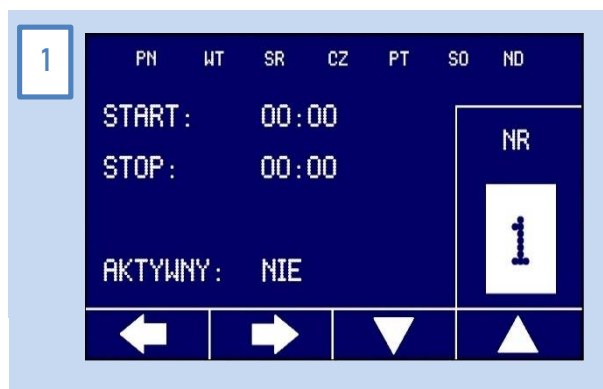 1
PN WT SR CZ PT SO ND
START: 00:00
NR
STOP: 00:00
1
AKTYWNY: NIE